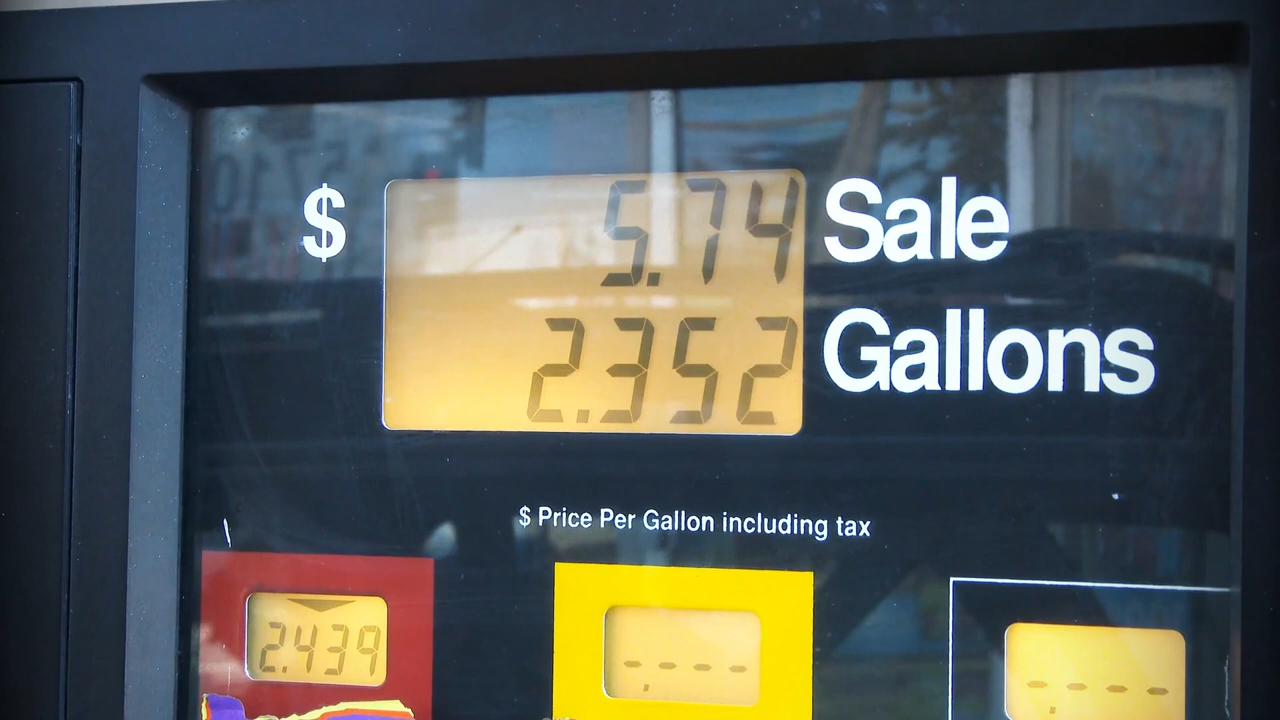 $ 5.74 Sale
2.352 Gallons
$ Price Per Gallon including tax
2.439
- - - -
- - - -